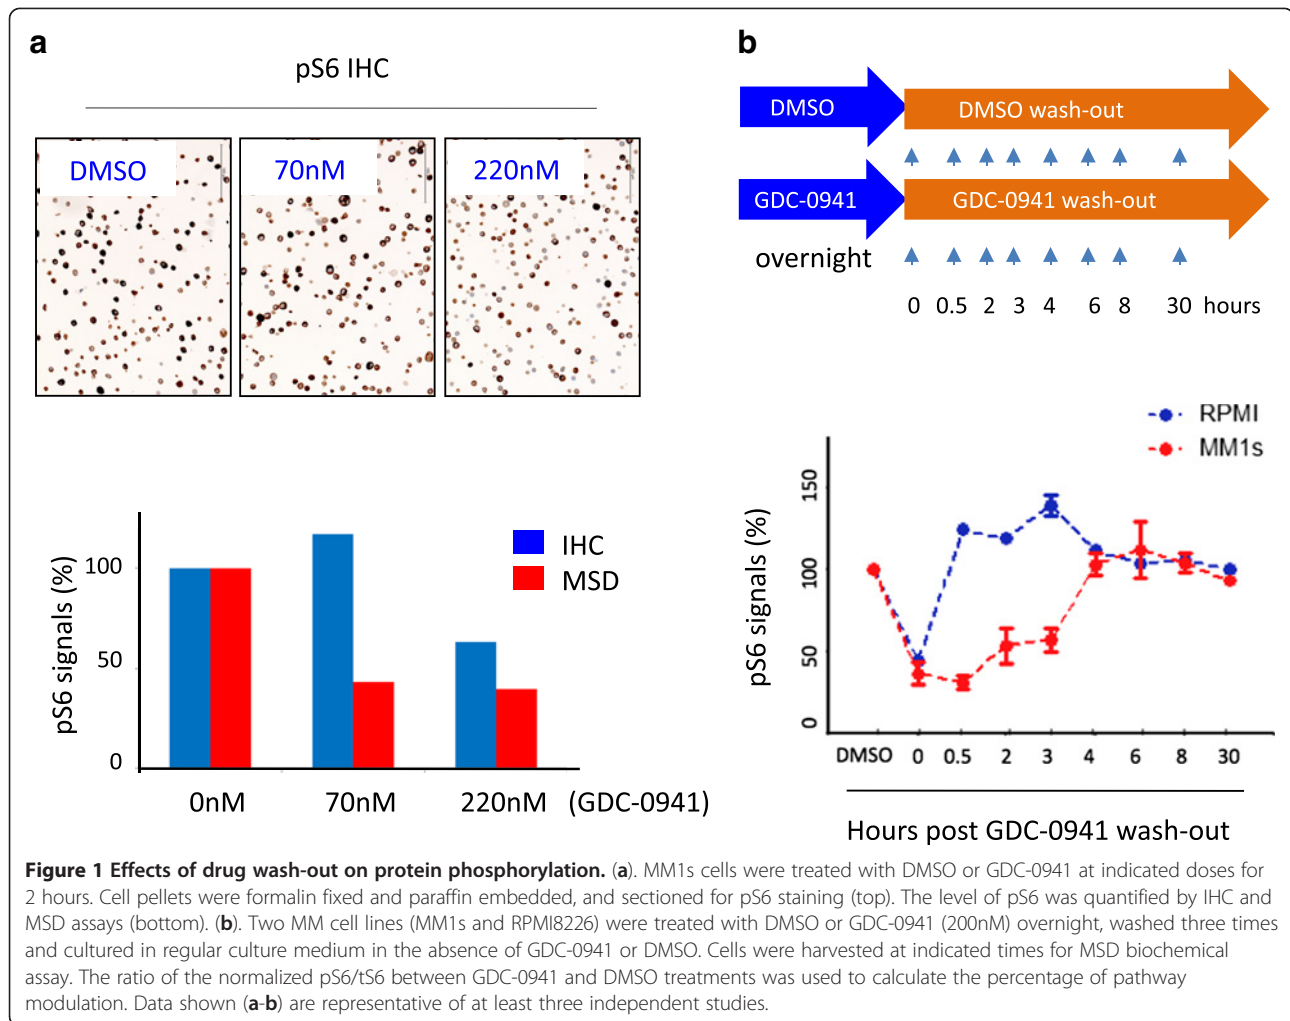 a
pS6 IHC
DMSO
70nM
220nM
pS6 signals (%)
100
50
0
IHC
MSD
0nM 70nM 220nM (GDC-0941)
b
DMSO
DMSO wash-out
GDC-0941
GDC-0941 wash-out
overnight
0 0.5 2 3 4 6 8 30 hours
RPMI
MM1s
pS6 signals (%)
150
100
50
0
DMSO 0 0.5 2 3 4 6 8 30
Hours post GDC-0941 wash-out
Figure 1 Effects of drug wash-out on protein phosphorylation. (a). MM1s cells were treated with DMSO or GDC-0941 at indicated doses for
2 hours. Cell pellets were formalin fixed and paraffin embedded, and sectioned for pS6 staining (top). The level of pS6 was quantified by IHC and
MSD assays (bottom). (b). Two MM cell lines (MM1s and RPMI8226) were treated with DMSO or GDC-0941 (200nM) overnight, washed three times
and cultured in regular culture medium in the absence of GDC-0941 or DMSO. Cells were harvested at indicated times for MSD biochemical
assay. The ratio of the normalized pS6/tS6 between GDC-0941 and DMSO treatments was used to calculate the percentage of pathway
modulation. Data shown (a-b) are representative of at least three independent studies.